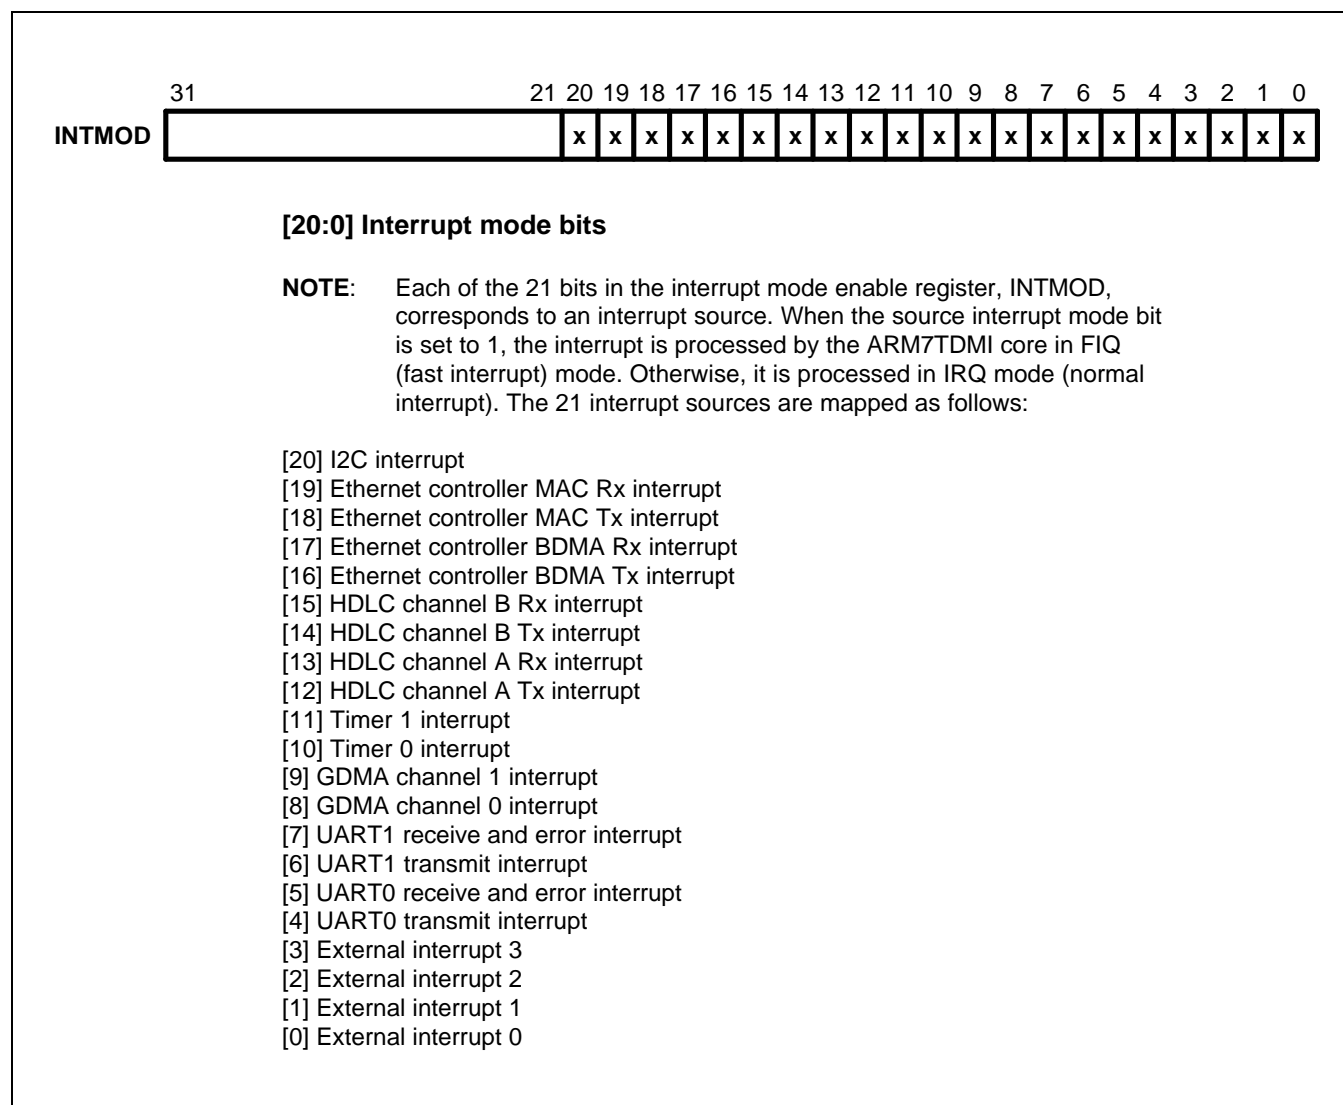 31 21 20 19 18 17 16 15 14 13 12 11 10 9 8 7 6 5 4 3 2 1 0
INTMOD x x x x x x x x x x x x x x x x x x x x x
[20:0] Interrupt mode bits
NOTE: Each of the 21 bits in the interrupt mode enable register, INTMOD,
corresponds to an interrupt source. When the source interrupt mode bit
is set to 1, the interrupt is processed by the ARM7TDMI core in FIQ
(fast interrupt) mode. Otherwise, it is processed in IRQ mode (normal
interrupt). The 21 interrupt sources are mapped as follows:
[20] I2C interrupt
[19] Ethernet controller MAC Rx interrupt
[18] Ethernet controller MAC Tx interrupt
[17] Ethernet controller BDMA Rx interrupt
[16] Ethernet controller BDMA Tx interrupt
[15] HDLC channel B Rx interrupt
[14] HDLC channel B Tx interrupt
[13] HDLC channel A Rx interrupt
[12] HDLC channel A Tx interrupt
[11] Timer 1 interrupt
[10] Timer 0 interrupt
[9] GDMA channel 1 interrupt
[8] GDMA channel 0 interrupt
[7] UART1 receive and error interrupt
[6] UART1 transmit interrupt
[5] UART0 receive and error interrupt
[4] UART0 transmit interrupt
[3] External interrupt 3
[2] External interrupt 2
[1] External interrupt 1
[0] External interrupt 0